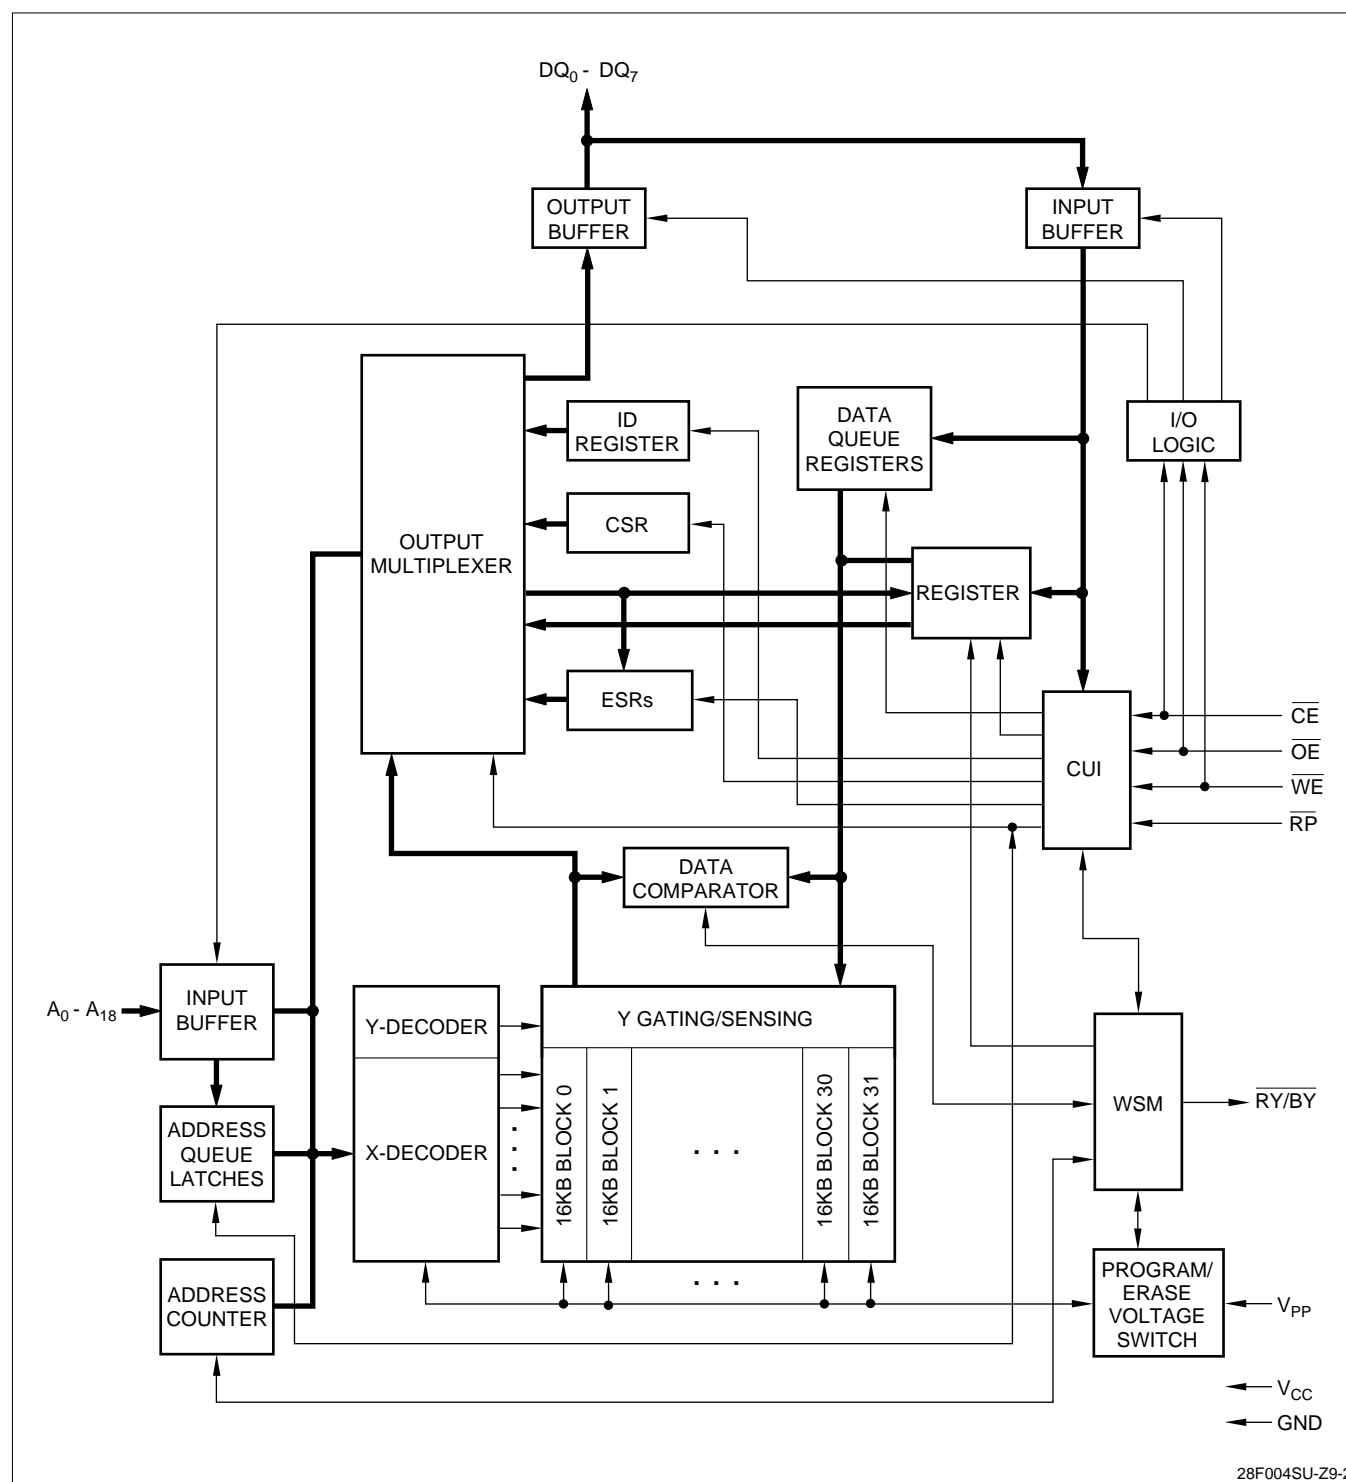 DQ0 - DQ7
OUTPUT
BUFFER
INPUT
BUFFER
OUTPUT
MULTIPLEXER
ID
REGISTER
DATA
QUEUE
REGISTERS
I/O
LOGIC
CSR
REGISTER
ESRs
CUI
CE
OE
WE
RP
DATA
COMPARATOR
A0 - A18
INPUT
BUFFER
Y-DECODER
Y GATING/SENSING
ADDRESS
QUEUE
LATCHES
X-DECODER
16KB BLOCK 0
16KB BLOCK 1
. . .
16KB BLOCK 30
16KB BLOCK 31
WSM
RY/BY
ADDRESS
COUNTER
. . .
PROGRAM/
ERASE
VOLTAGE
SWITCH
VPP
VCC
GND